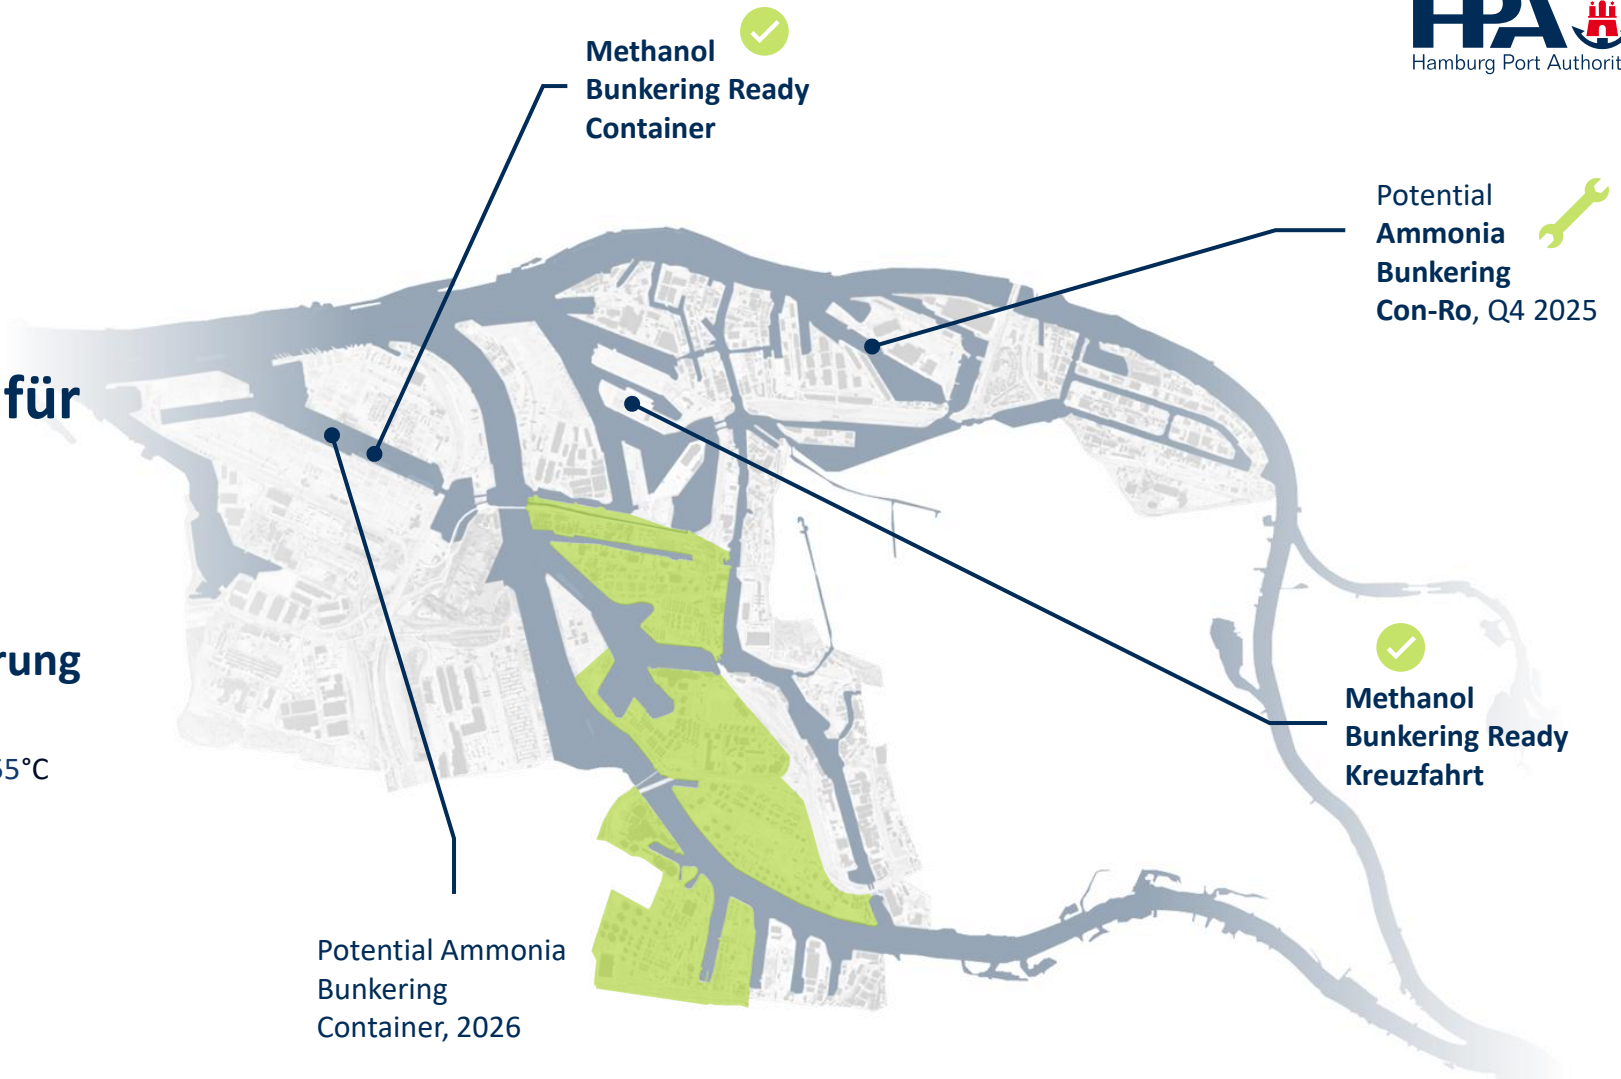 HPA
Hamburg Port Authorit
Methanol
Bunkering Ready
Container
Potential
Ammonia
Bunkering
Con-Ro, Q4 2025
für
rung
5°C
Methanol
Bunkering Ready
Kreuzfahrt
Potential Ammonia
Bunkering
Container, 2026